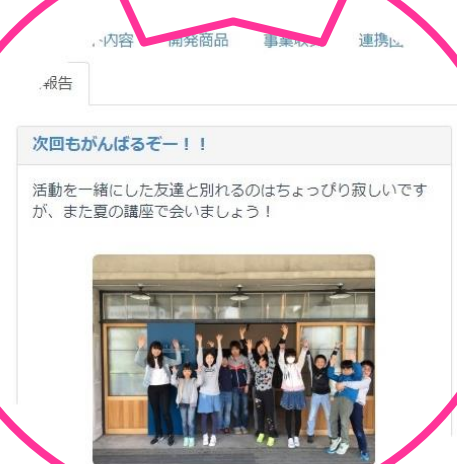 内容 開発商品 事業収 連携
報告
次回もがんばるぞー！！
活動を一緒にした友達と別れるのはちょっぴり寂しいです
が、また夏の講座で会いましょう！